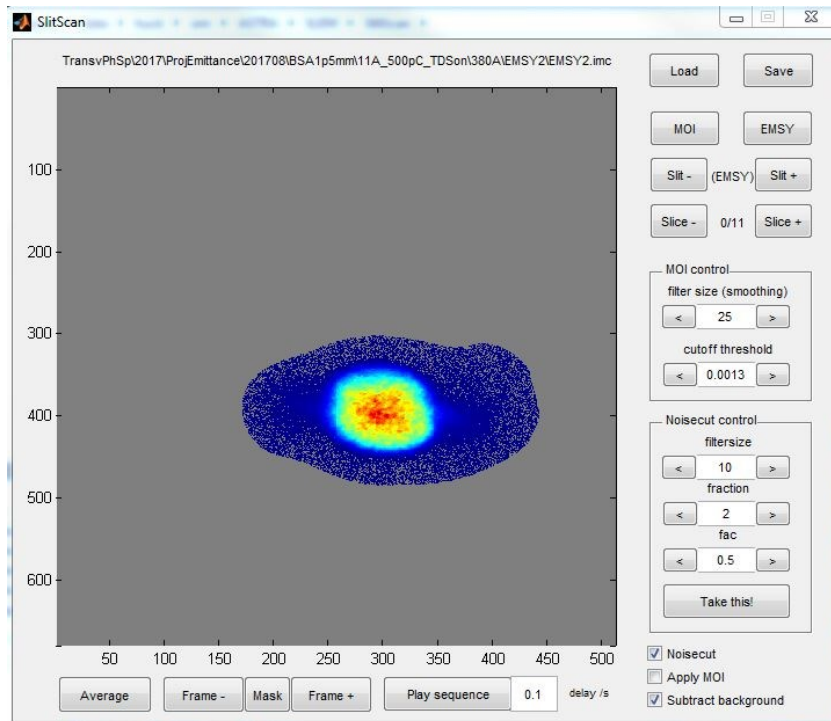 SlitScan
TransvPhSp\2017\ProjEmittance\201708\BSA1p5mm\11A_500pC_TDSon\380A\EMSY2\EMSY2.imc
Load Save
MOI EMSY
Slit - (EMSY) Slit +
Slice - 0/11 Slice +
MOI control
filter size (smoothing)
< 25 >
cutoff threshold
< 0.0013 >
Noisecut control
filtersize
< 10 >
fraction
< 2 >
fac
< 0.5 >
Take this!
Noisecut
Apply MOI
Subtract background
100
200
300
400
500
600
50 100 150 200 250 300 350 400 450 500
Average Frame - Mask Frame + Play sequence 0.1 delay /s